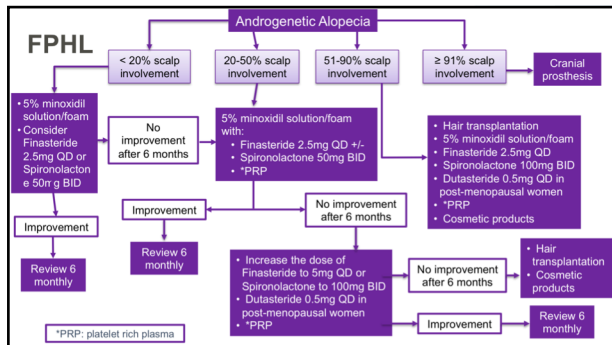 Androgenetic Alopecia
FPHL
< 20% scalp
involvement
20-50% scalp
involvement
51-90% scalp
involvement
≥ 91% scalp
involvement
Cranial
prosthesis
• 5% minoxidil
solution/foam
• Consider
Finasteride
2.5mg QD or
Spironolacton
e 50mg BID
No
improvement
after 6 months
5% minoxidil solution/foam
with:
• Finasteride 2.5mg QD +/-
• Spironolactone 50mg BID
• *PRP
• Hair transplantation
• 5% minoxidil solution/foam
• Finasteride 2.5mg QD
• Spironolactone 100mg BID
• Dutasteride 0.5mg QD in
post-menopausal women
• *PRP
• Cosmetic products
Improvement
Review 6
monthly
Improvement
Review 6
monthly
No improvement
after 6 months
• Increase the dose of
Finasteride to 5mg QD or
Spironolactone to 100mg BID
• Dutasteride 0.5mg QD in
post-menopausal women
• *PRP
No improvement
after 6 months
• Hair
transplantation
• Cosmetic
products
Improvement
Review 6
monthly
*PRP: platelet rich plasma